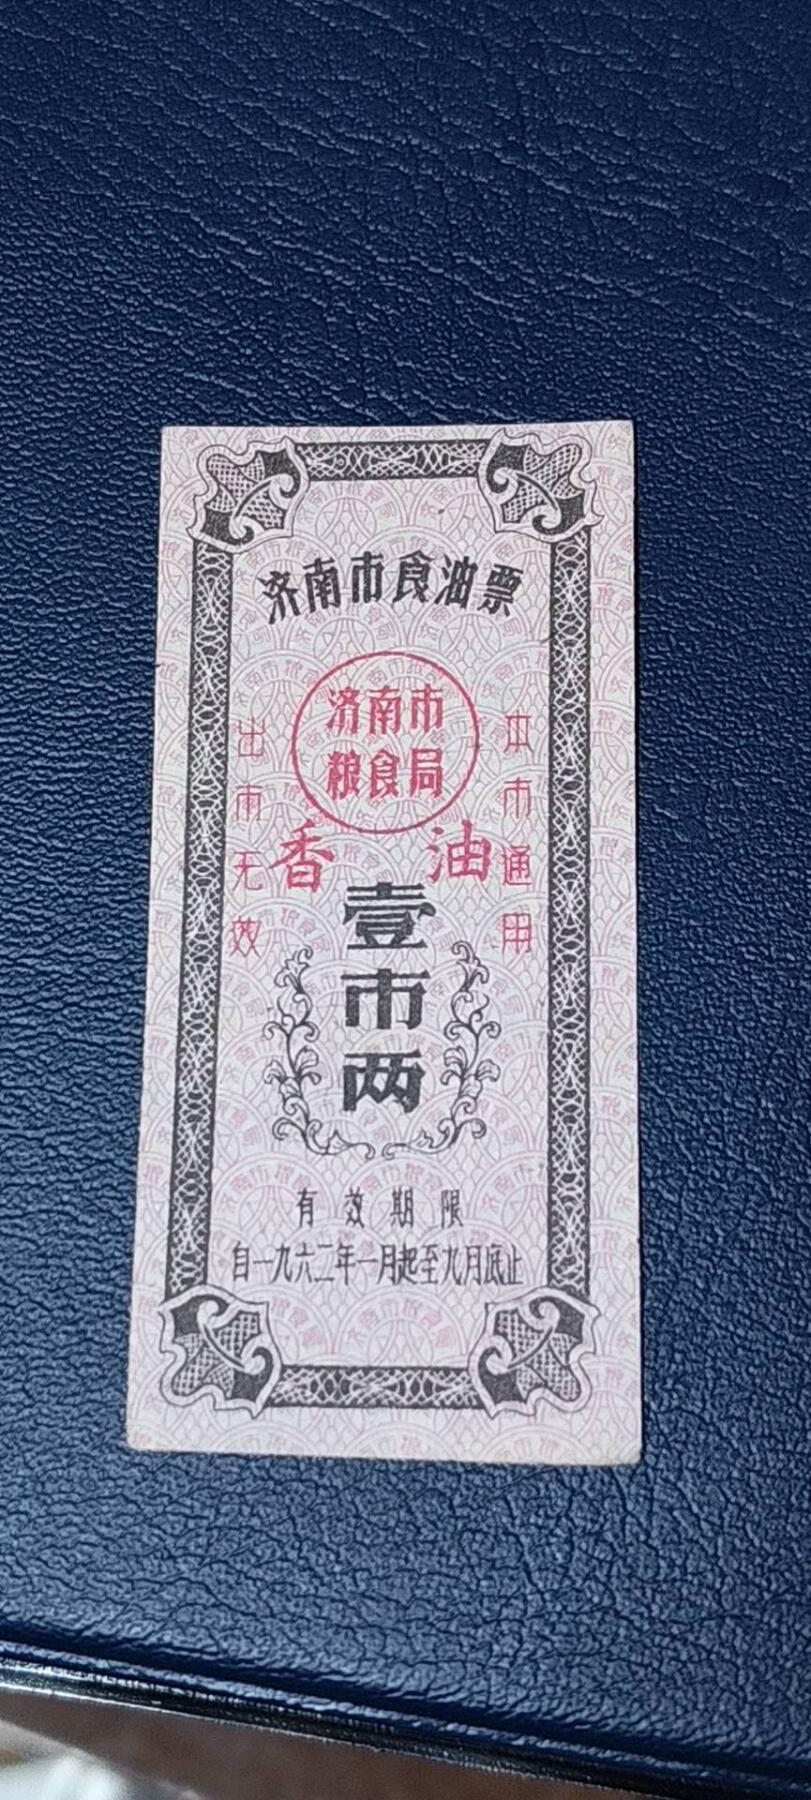 济南市食油票
济南市
粮食局
本市通用
出市无效
香油
壹市两
有效期限
自一九六二年一月起至九月底止